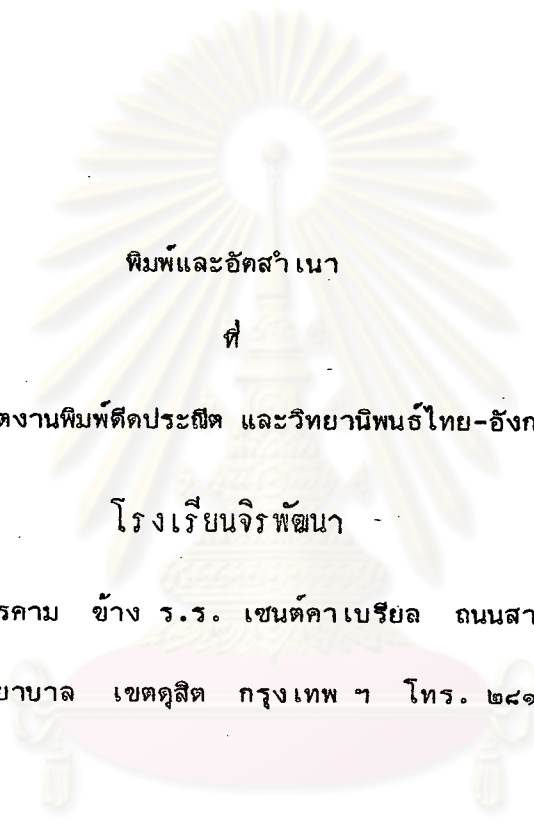 พิมพ์และอัดสำเนา
ที่
ตงานพิมพ์ดีดประณีต และวิทยานิพนธ์ไทย-อังก
โรงเรียนจิรพัฒนา
รคาม ข้าง ร.ร. เซนต์คาเบรียล ถนนสา
ยาบาล เขตดุสิต กรุงเทพ ฯ โทร. ๒๘๑